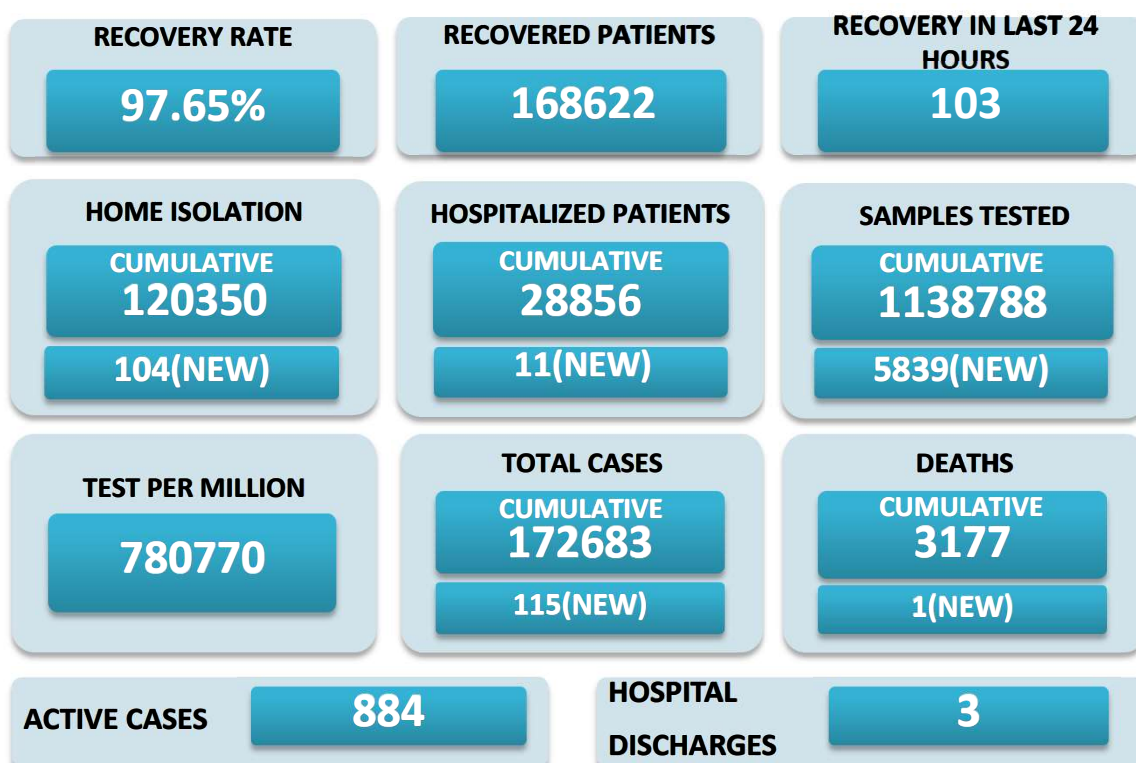 RECOVERY RATE
97.65%
RECOVERED PATIENTS
168622
RECOVERY IN LAST 24
HOURS
103
HOME ISOLATION
CUMULATIVE
120350
104(NEW)
HOSPITALIZED PATIENTS
CUMULATIVE
28856
11(NEW)
SAMPLES TESTED
CUMULATIVE
1138788
5839(NEW)
TEST PER MILLION
780770
TOTAL CASES
CUMULATIVE
172683
115(NEW)
DEATHS
CUMULATIVE
3177
1(NEW)
ACTIVE CASES
884
HOSPITAL
DISCHARGES
3